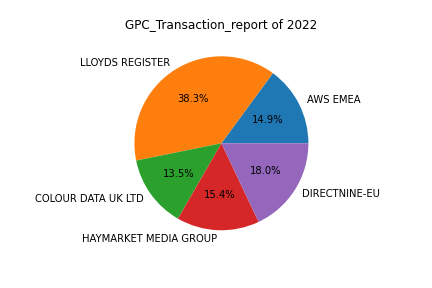 GPC_Transaction_report of 2022
LLOYDS REGISTER
38.3%
AWS EMEA
14.9%
13.5%
18.0%
15.4%
COLOUR DATA UK LTD
DIRECTNINE-EU
HAYMARKET MEDIA GROUP